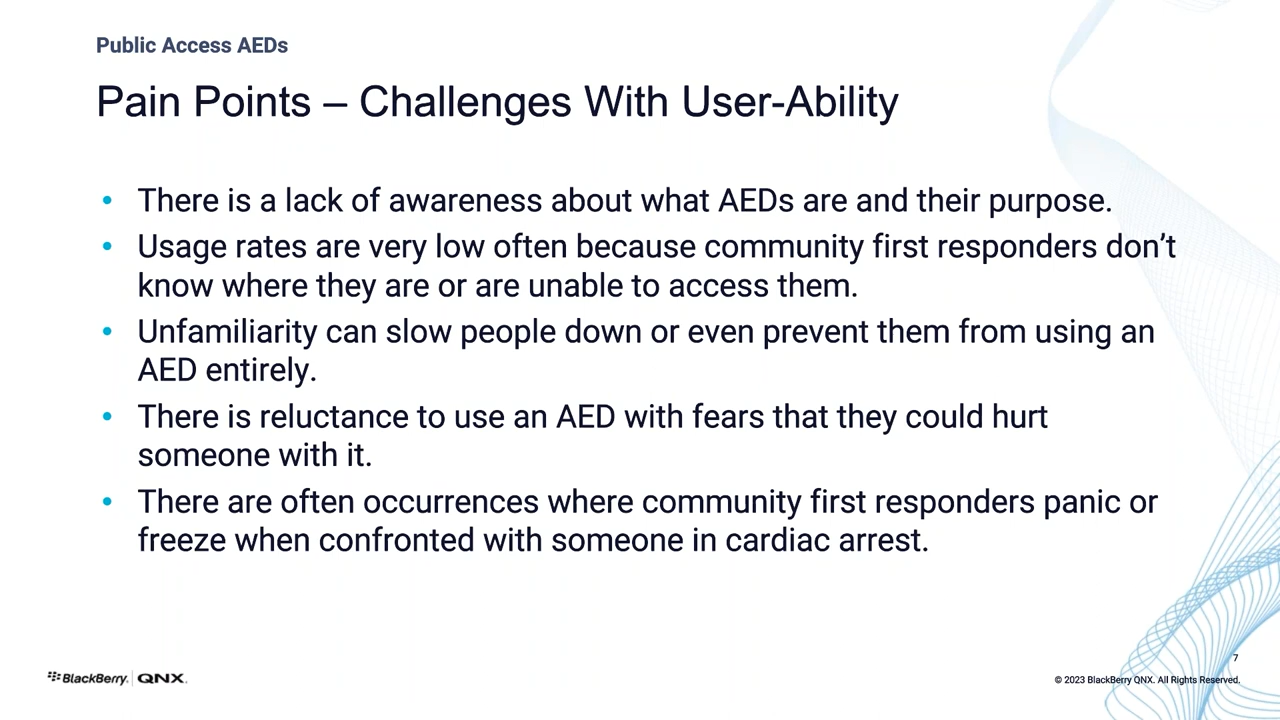 Public Access AEDs
Pain Points – Challenges With User-Ability
• There is a lack of awareness about what AEDs are and their purpose.
• Usage rates are very low often because community first responders don’t
know where they are or are unable to access them.
• Unfamiliarity can slow people down or even prevent them from using an
AED entirely.
• There is reluctance to use an AED with fears that they could hurt
someone with it.
• There are often occurrences where community first responders panic or
freeze when confronted with someone in cardiac arrest.
7
BlackBerry. QNX.
© 2023 BlackBerry QNX. All Rights Reserved.